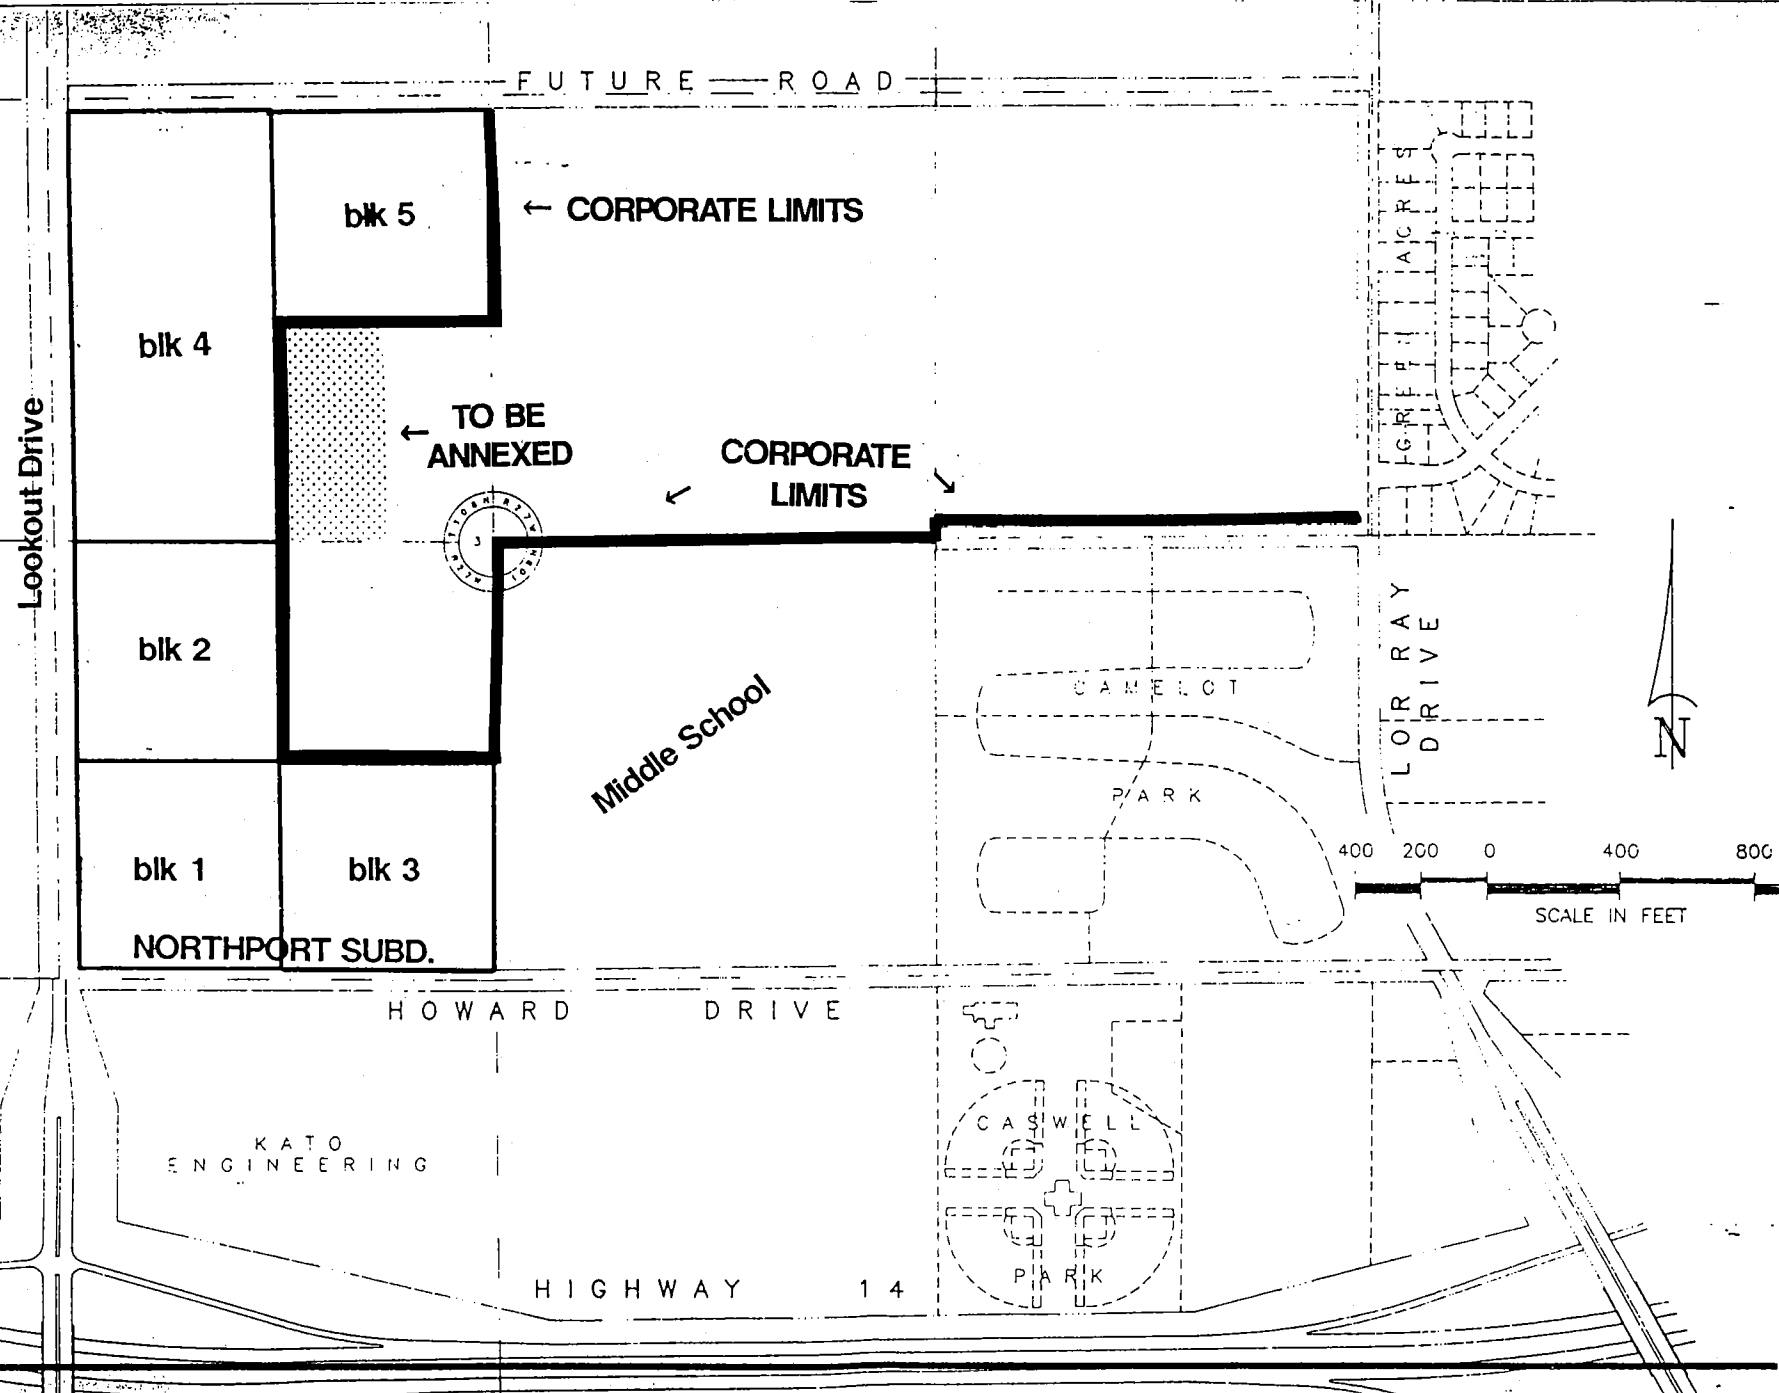 FUTURE ROAD
blk 5
← CORPORATE LIMITS
blk 4
← TO BE
ANNEXED
CORPORATE
LIMITS
Lookout Drive
3
blk 2
Middle School
blk 1
blk 3
NORTHPORT SUBD.
ACRES
CAMELOT
PARK
LOR RAY
DRIVE
N
400 200 0 400 800
SCALE IN FEET
HOWARD DRIVE
KATO
ENGINEERING
CASWELL
PARK
HIGHWAY 14